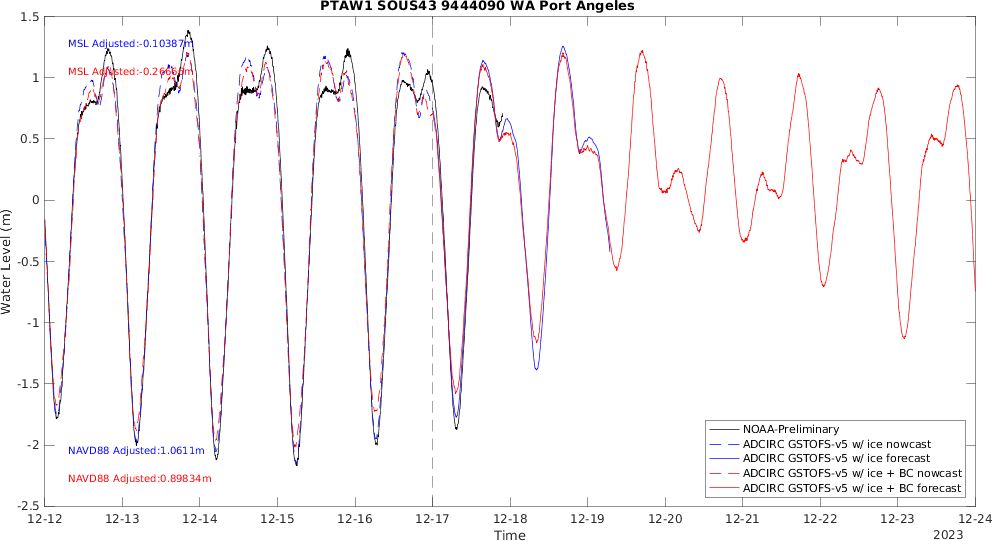 PTAW1 SOUS43 9444090 WA Port Angeles
1.5
1
0.5
0
-0.5
-1
-1.5
-2
-2.5
Water Level (m)
MSL Adjusted:-0.10387m
MSL Adjusted:
NAVD88 Adjusted:1.0611m
NAVD88 Adjusted:0.89834m
NOAA-Preliminary
ADCIRC GSTOFS-v5 w/ ice nowcast
ADCIRC GSTOFS-v5 w/ ice forecast
ADCIRC GSTOFS-v5 w/ ice + BC nowcast
ADCIRC GSTOFS-v5 w/ ice + BC forecast
12-12 12-13 12-14 12-15 12-16 12-17 12-18 12-19 12-20 12-21 12-22 12-23 12-24
Time
2023